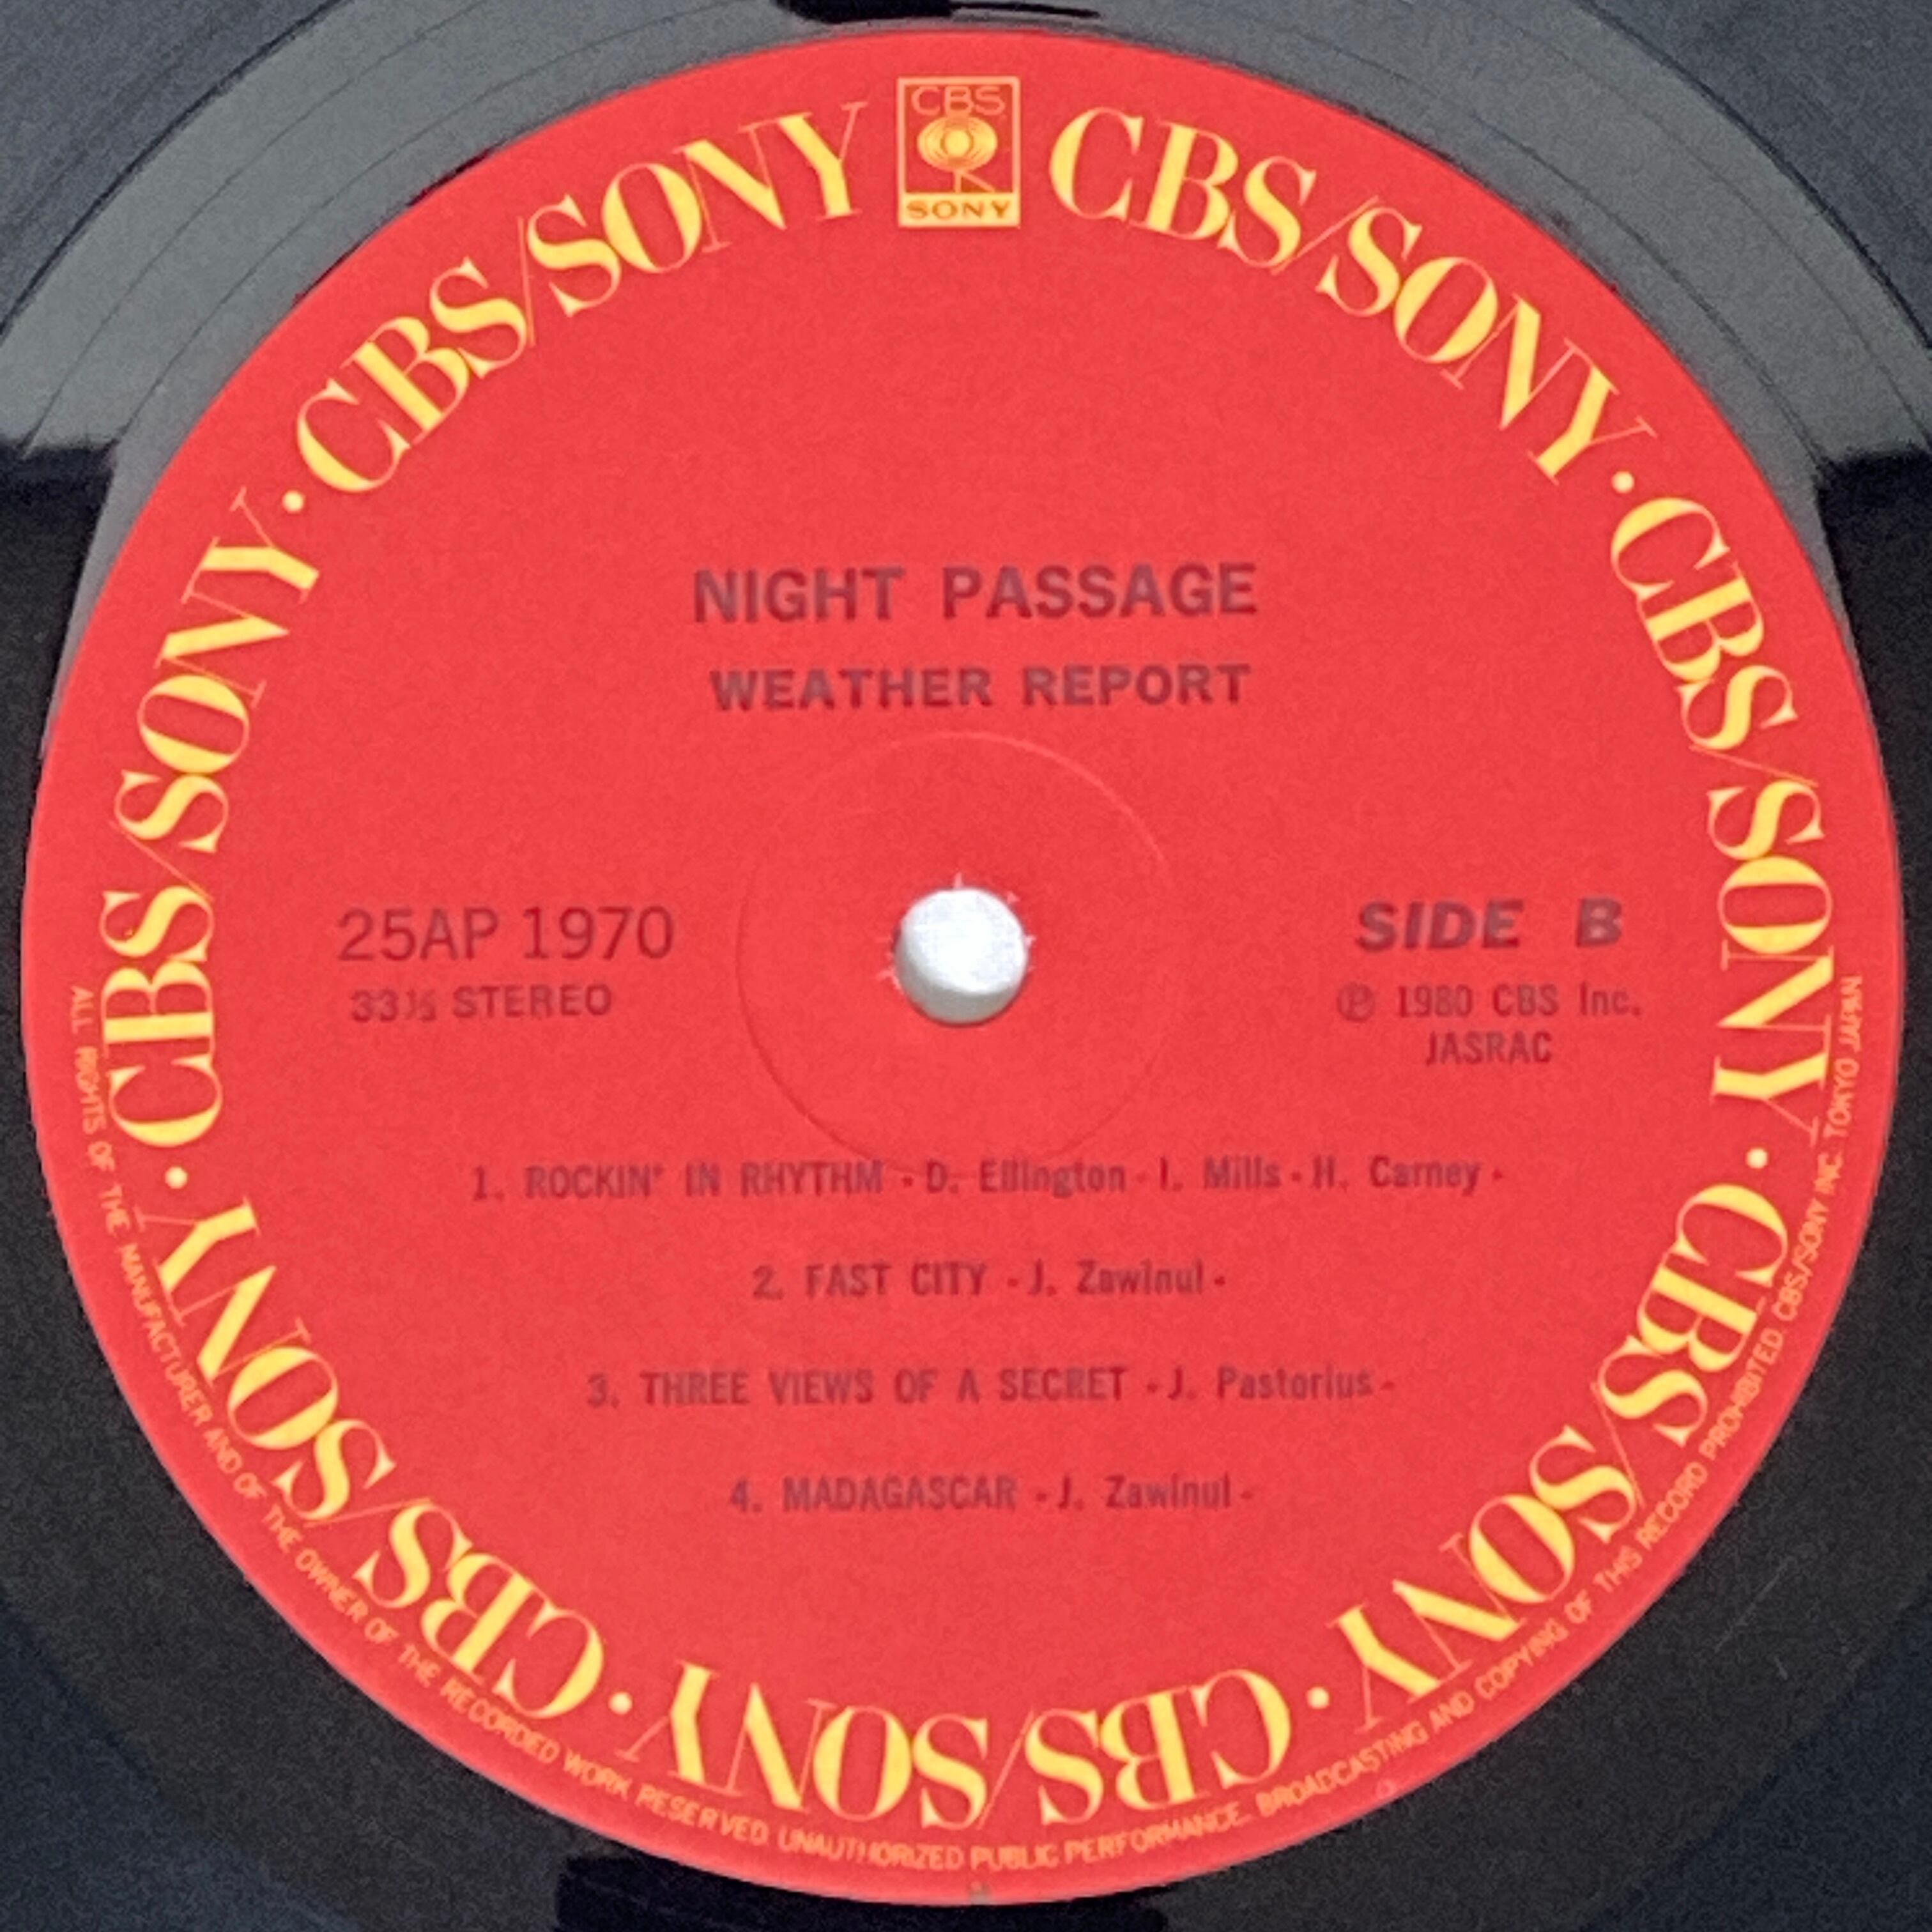 CBS
SONY
CBS/SONY · CBS/SONY · CBS/SONY · CBS/SONY · CBS/SONY · CBS/SONY · CBS/SONY · CBS/SONY
NIGHT PASSAGE
WEATHER REPORT
25AP 1970
33⅓ STEREO
SIDE B
Ⓟ 1980 CBS Inc.
JASRAC
1. ROCKIN' IN RHYTHM - D. Ellington - I. Mills - H. Carney -
2. FAST CITY - J. Zawinul -
3. THREE VIEWS OF A SECRET - J. Pastorius -
4. MADAGASCAR - J. Zawinul -
ALL RIGHTS OF THE MANUFACTURER AND OF THE OWNER OF THE RECORDED WORK RESERVED. UNAUTHORIZED PUBLIC PERFORMANCE. BROADCASTING AND COPYING OF THIS RECORD PROHIBITED. CBS/SONY INC. TOKYO JAPAN